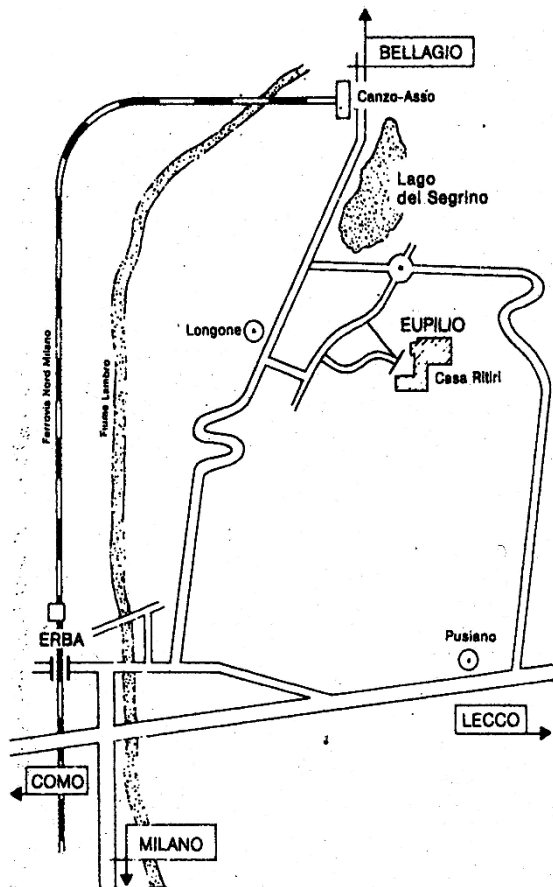 BELLAGIO
Canzo-Asso
Lago
del Segrino
Longone
EUPILIO
Casa Ritiri
Ferrovia Nord Milano
Fiume Lambro
ERBA
Pusiano
LECCO
COMO
MILANO